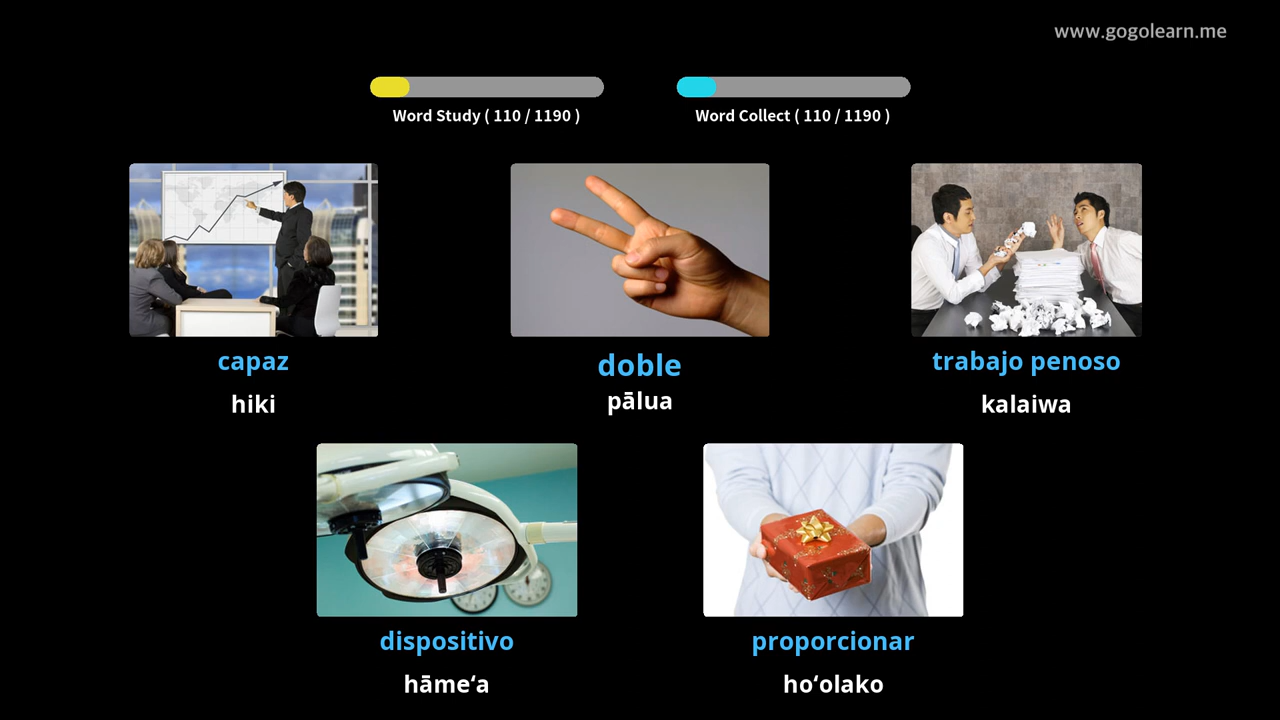 www.gogolearn.me
Word Study ( 110 / 1190 )
Word Collect ( 110 / 1190 )
capaz
hiki
doble
pālua
trabajo penoso
kalaiwa
dispositivo
hāmeʻa
proporcionar
hoʻolako